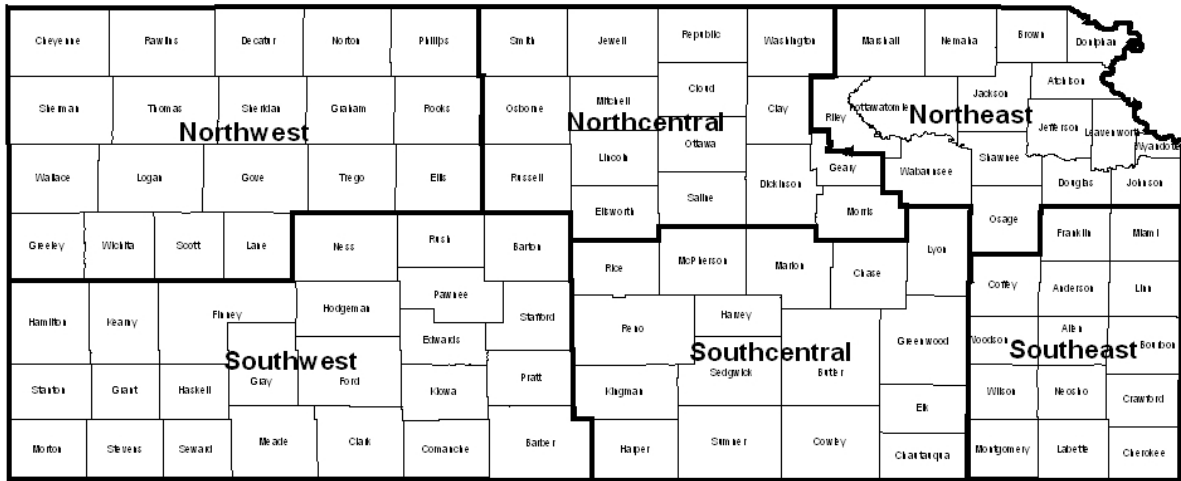 Cheyenne Rawlins Decatur Norton Phillips Smith Jewell Republic Washington Marshall Nemaha Brown Doniphan
Sherman Thomas Sheridan Graham Rooks Osborne Mitchell Cloud Clay Riley Pottawatomie Jackson Atchison
Northwest Northcentral Northeast
Jefferson Leavenworth Wyandotte
Wallace Logan Gove Trego Ellis Russell Lincoln Ottawa Dickinson Geary Wabaunsee Shawnee Douglas Johnson
Ellsworth Saline Morris Osage
Greeley Wichita Scott Lane Ness Rush Barton Rice McPherson Marion Chase Lyon Franklin Miami
Hamilton Kearny Finney Hodgeman Pawnee Stafford Reno Harvey Coffey Anderson Linn
Edwards Greenwood Woodson Allen Bourbon
Southwest Southcentral Southeast
Stanton Grant Haskell Gray Ford Kiowa Pratt Kingman Sedgwick Butler Elk Wilson Neosho Crawford
Morton Stevens Seward Meade Clark Comanche Barber Harper Sumner Cowley Chautauqua Montgomery Labette Cherokee